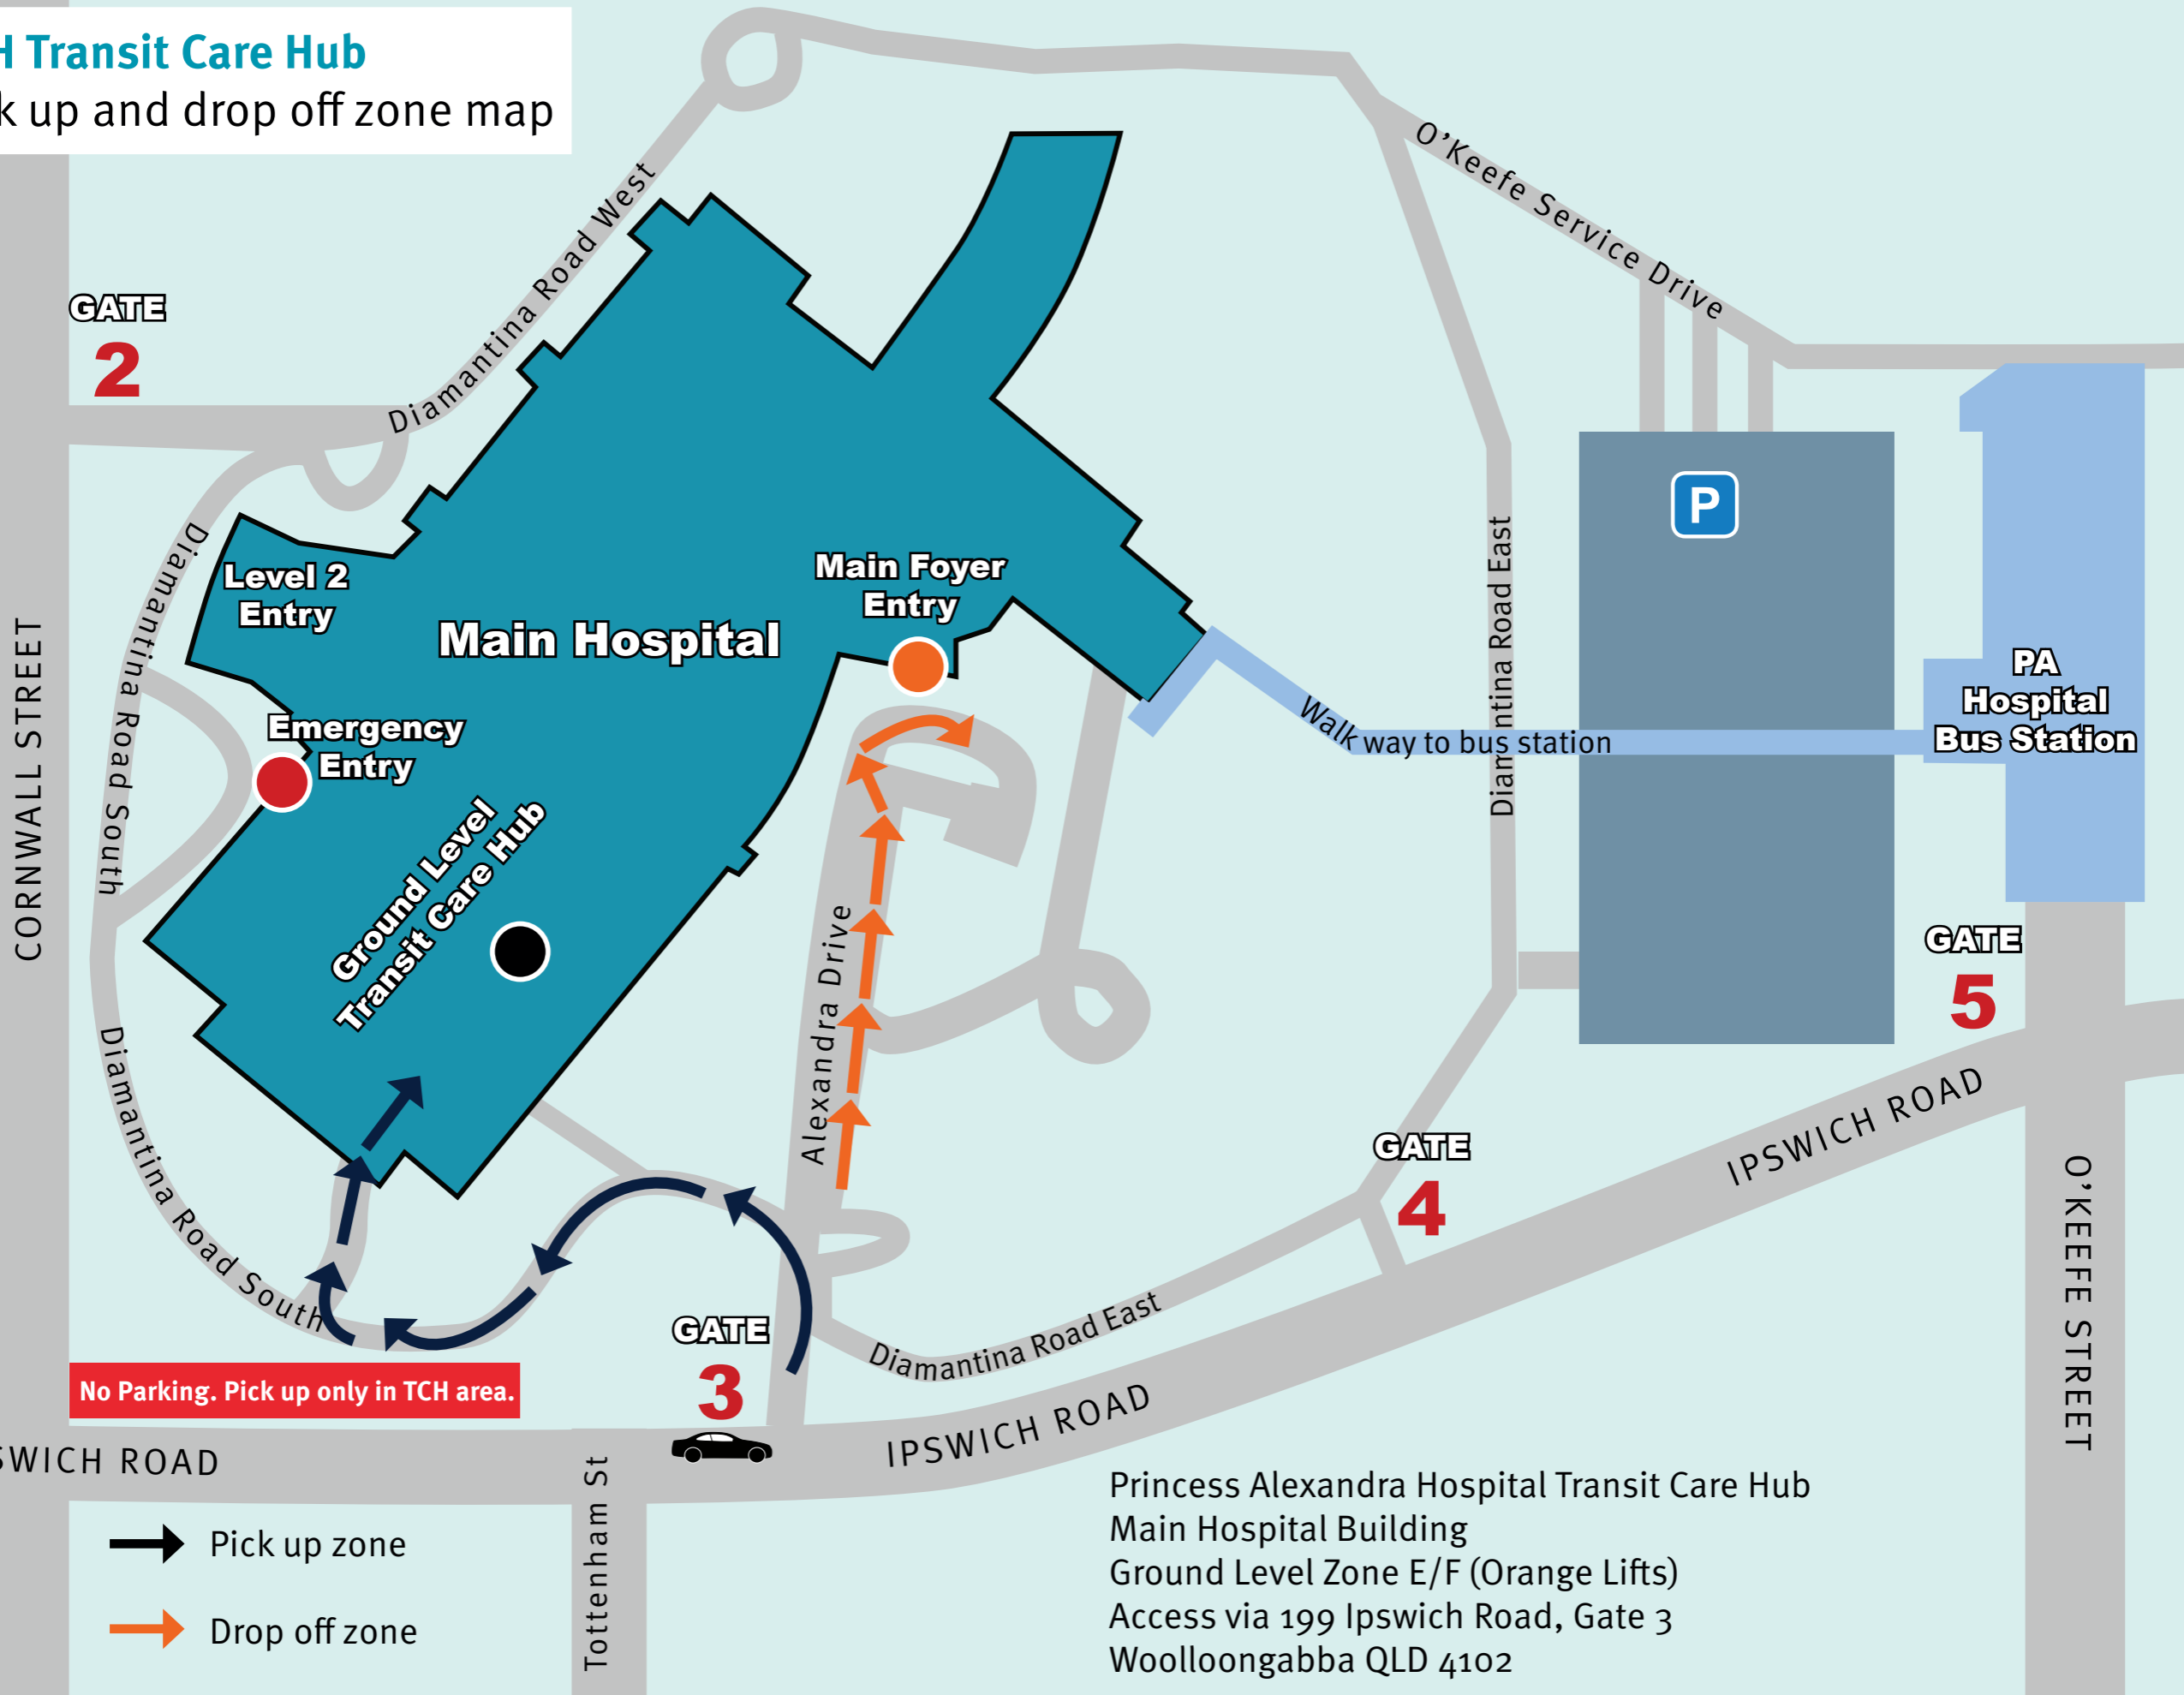 H Transit Care Hub
k up and drop off zone map
O'Keefe Service Drive
Diamantina Road West
GATE
2
P
Level 2
Entry
Main Foyer
Entry
Main Hospital
Diamantina Road South
Diamantina Road East
CORNWALL STREET
PA
Hospital
Bus Station
Walk way to bus station
Emergency
Entry
Ground Level
Transit Care Hub
Alexandra Drive
GATE
5
Diamantina Road South
GATE
4
IPSWICH ROAD
O'KEEFE STREET
GATE
3
Diamantina Road East
No Parking. Pick up only in TCH area.
SWICH ROAD
IPSWICH ROAD
Tottenham St
Pick up zone
Drop off zone
Princess Alexandra Hospital Transit Care Hub
Main Hospital Building
Ground Level Zone E/F (Orange Lifts)
Access via 199 Ipswich Road, Gate 3
Woolloongabba QLD 4102